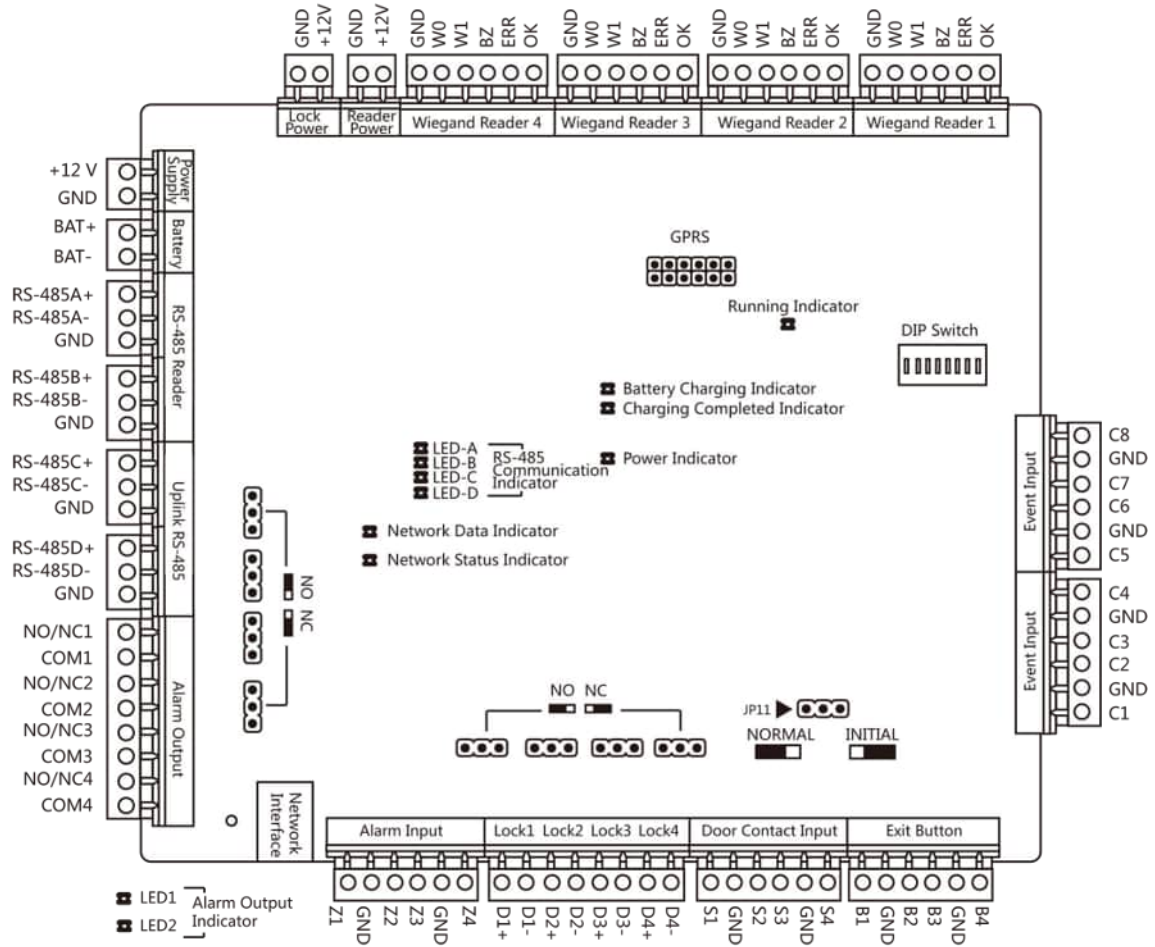 GND +12V GND +12V GND W0 W1 BZ ERR OK GND W0 W1 BZ ERR OK GND W0 W1 BZ ERR OK GND W0 W1 BZ ERR OK
Lock Power
Reader Power
Wiegand Reader 4
Wiegand Reader 3
Wiegand Reader 2
Wiegand Reader 1
+12 V
GND
Power Supply
BAT+
BAT-
Battery
RS-485A+
RS-485A-
GND
RS-485B+
RS-485B-
GND
RS-485 Reader
RS-485C+
RS-485C-
GND
RS-485D+
RS-485D-
GND
Uplink RS-485
NO/NC1
COM1
NO/NC2
COM2
NO/NC3
COM3
NO/NC4
COM4
Alarm Output
GPRS
Running Indicator
DIP Switch
Battery Charging Indicator
Charging Completed Indicator
Power Indicator
LED-A
LED-B
LED-C
LED-D
RS-485
Communication
Indicator
Network Data Indicator
Network Status Indicator
NO
NC
NO NC
JP11
NORMAL INITIAL
Event Input
C8
GND
C7
C6
GND
C5
Event Input
C4
GND
C3
C2
GND
C1
Network
Interface
Alarm Input
Lock1 Lock2 Lock3 Lock4
Door Contact Input
Exit Button
Z1 GND Z2 Z3 GND Z4 D1+ D1- D2+ D2- D3+ D3- D4+ D4- S1 GND S2 S3 GND S4 B1 GND B2 B3 GND B4
LED1
LED2
Alarm Output
Indicator